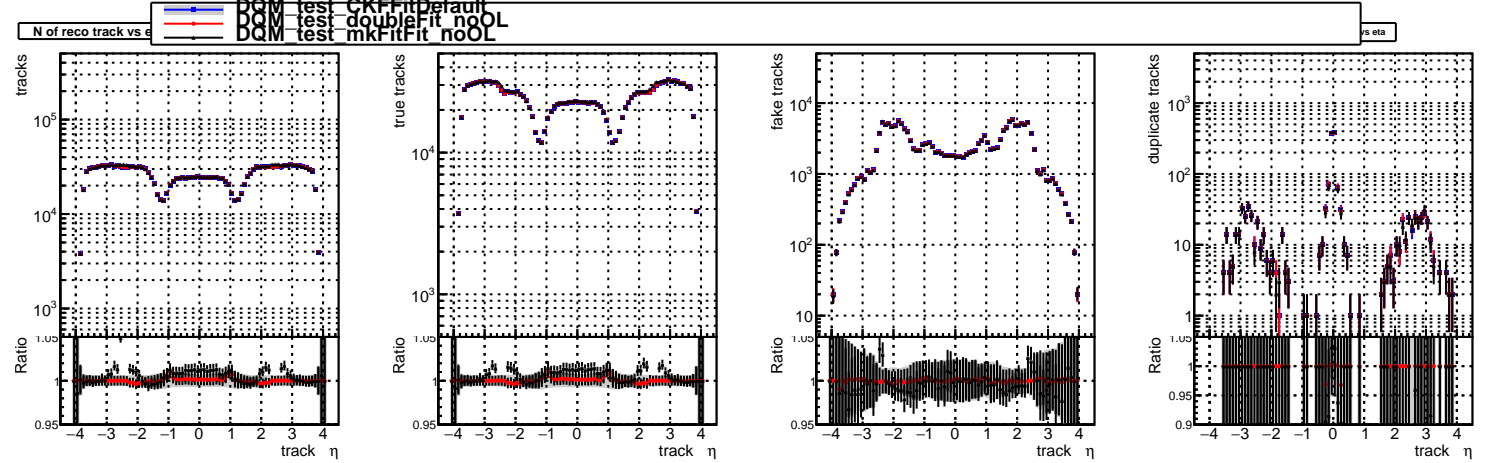 DQM_test_CKFFitDefault
DQM_test_doubleFit_noOL
DQM_test_mkFitFit_noOL
N of reco track vs e
vs eta
tracks
10^5
10^4
10^3
Ratio
1.05
1
0.95
−4 −3 −2 −1 0 1 2 3 4
track η
true tracks
10^4
10^3
Ratio
1.05
1
0.95
−4 −3 −2 −1 0 1 2 3 4
track η
fake tracks
10^4
10^3
10^2
10
Ratio
1.05
1
0.95
−4 −3 −2 −1 0 1 2 3 4
track η
duplicate tracks
10^3
10^2
10
1
Ratio
1.05
1
0.95
0.9
−4 −3 −2 −1 0 1 2 3 4
track η